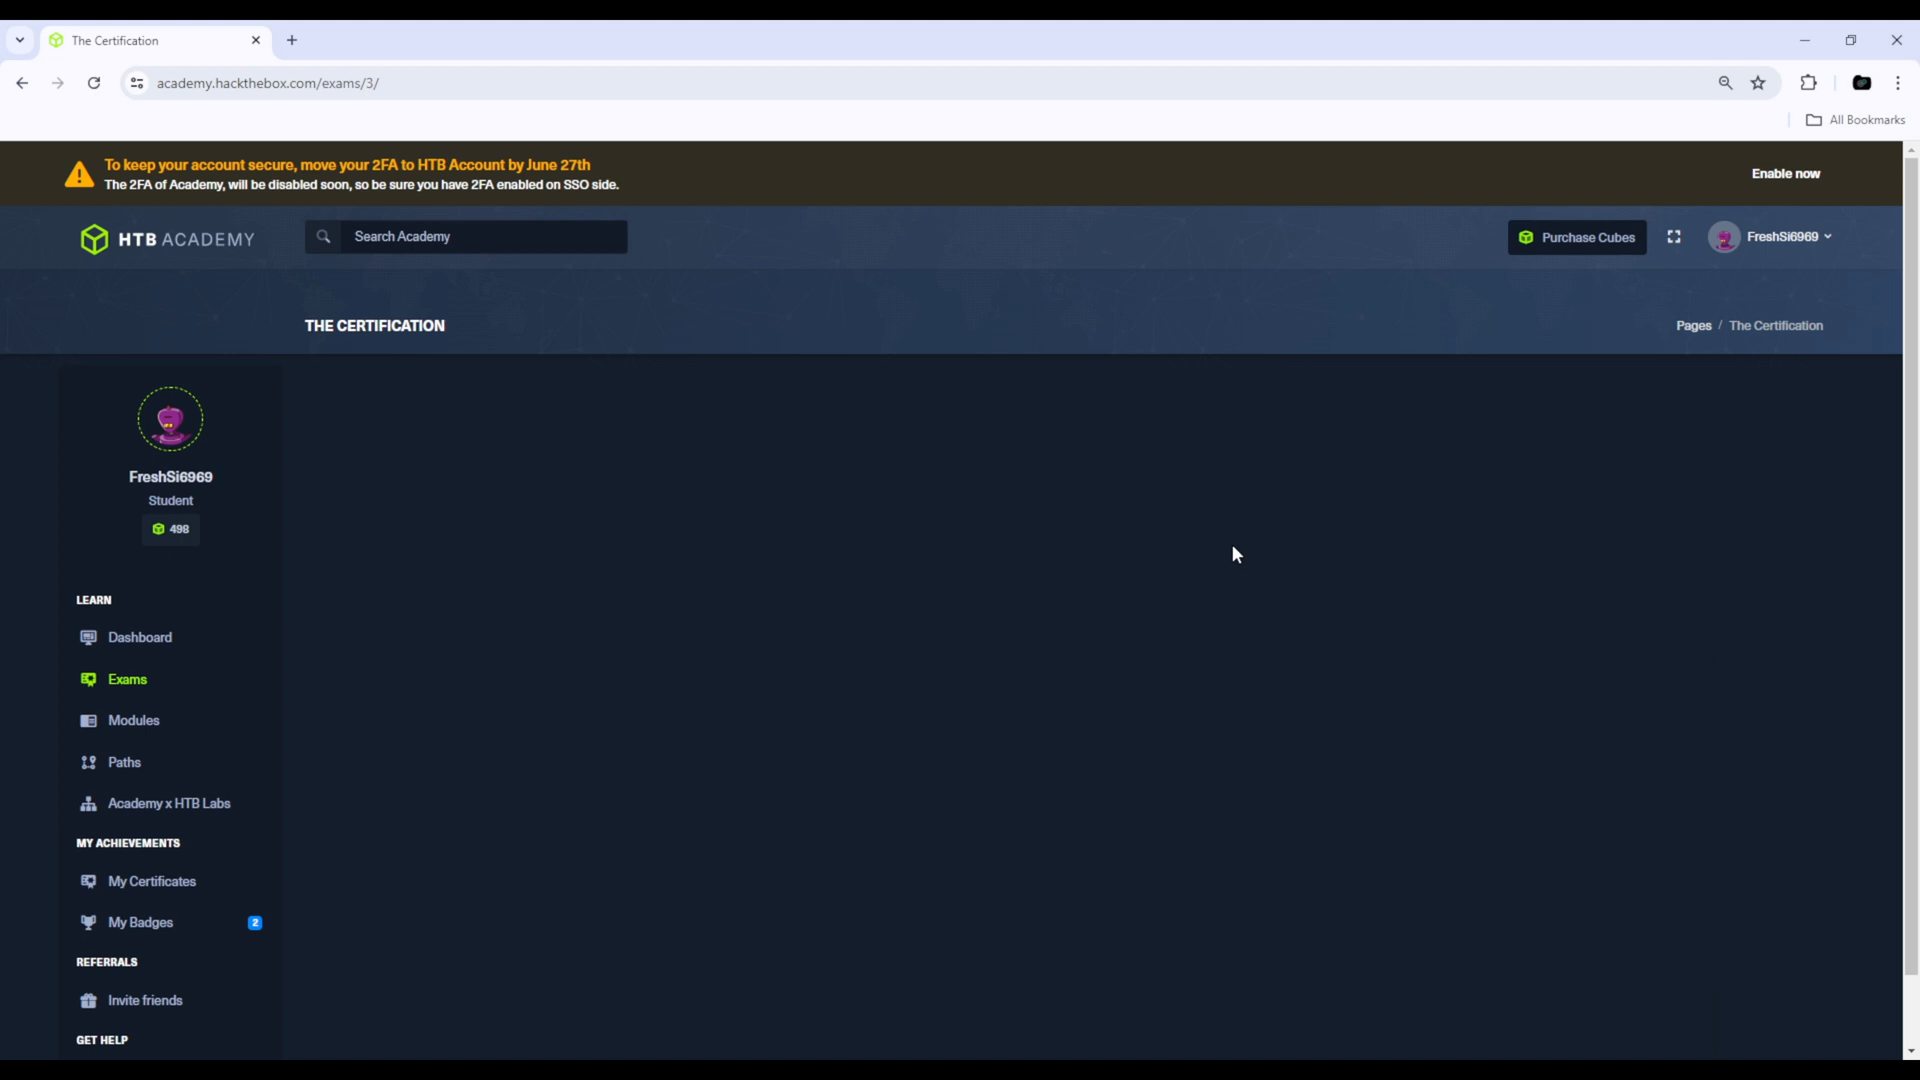 The Certification
academy.hackthebox.com/exams/3/
All Bookmarks
To keep your account secure, move your 2FA to HTB Account by June 27th
The 2FA of Academy, will be disabled soon, so be sure you have 2FA enabled on SSO side.
Enable now
HTB ACADEMY
Search Academy
Purchase Cubes
FreshSi6969
THE CERTIFICATION
Pages / The Certification
FreshSi6969
Student
498
LEARN
Dashboard
Exams
Modules
Paths
Academy x HTB Labs
MY ACHIEVEMENTS
My Certificates
My Badges
2
REFERRALS
Invite friends
GET HELP